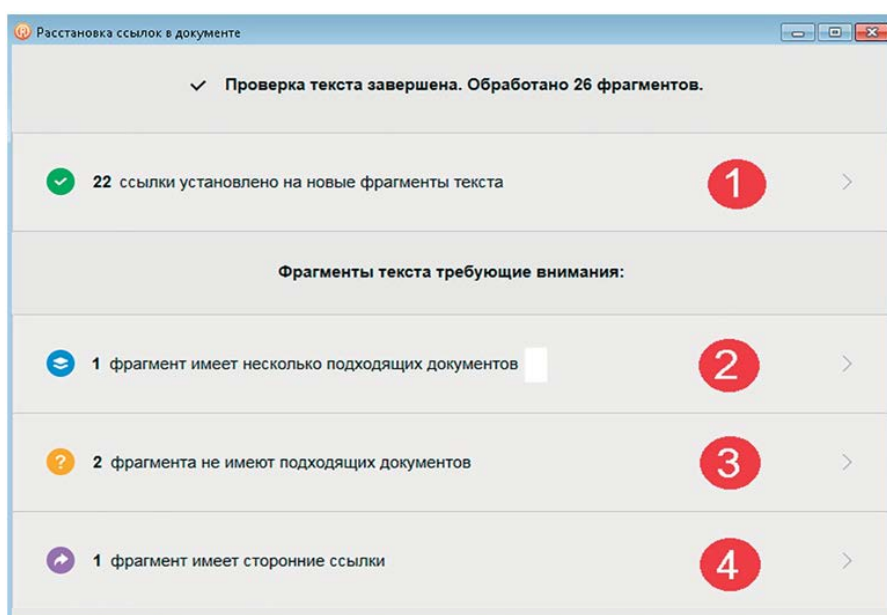 Расстановка ссылок в документе
Проверка текста завершена. Обработано 26 фрагментов.
22 ссылки установлено на новые фрагменты текста 1
Фрагменты текста требующие внимания:
1 фрагмент имеет несколько подходящих документов 2
? 2 фрагмента не имеют подходящих документов 3
1 фрагмент имеет сторонние ссылки 4